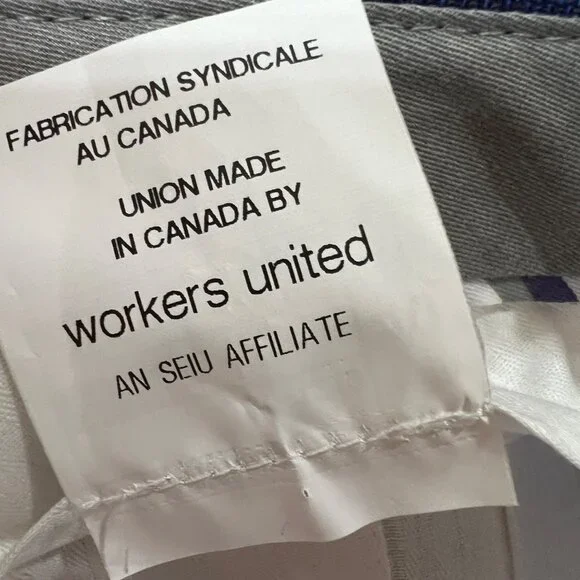 FABRICATION SYNDICALE
AU CANADA
UNION MADE
IN CANADA BY
workers united
AN SEIU AFFILIATE